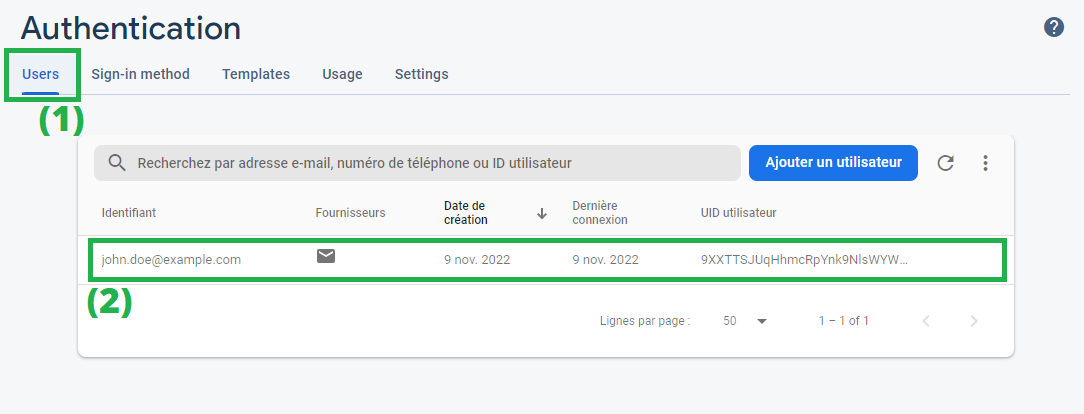 Authentication
Users Sign-in method Templates Usage Settings
(1)
Recherchez par adresse e-mail, numéro de téléphone ou ID utilisateur Ajouter un utilisateur
Identifiant Fournisseurs Date de création Dernière connexion UID utilisateur
john.doe@example.com 9 nov. 2022 9 nov. 2022 9XXTTSJUqHhmcRpYnk9NlsWYW...
(2)
Lignes par page : 50 1 – 1 of 1